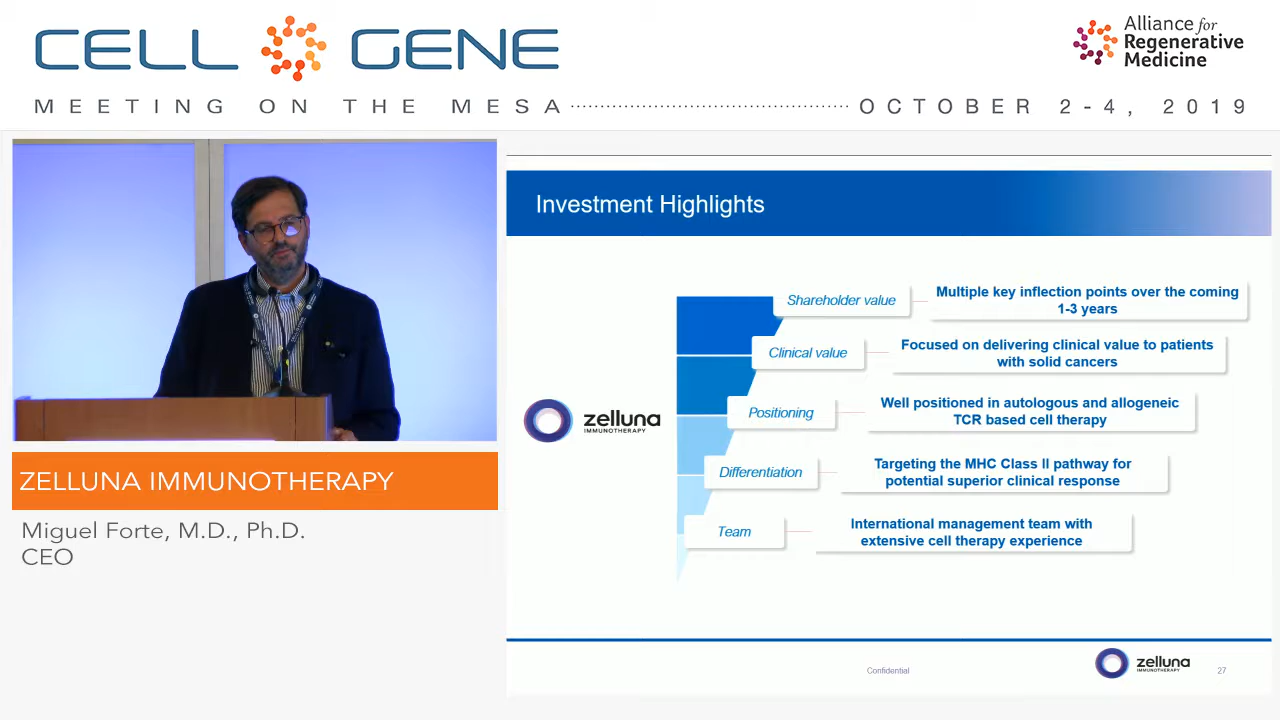 CELL GENE
Alliance for
Regenerative
Medicine
MEETING ON THE MESA
OCTOBER 2-4, 2019
ZELLUNA IMMUNOTHERAPY
Miguel Forte, M.D., Ph.D.
CEO
Investment Highlights
zelluna
IMMUNOTHERAPY
Shareholder value
Multiple key inflection points over the coming
1-3 years
Clinical value
Focused on delivering clinical value to patients
with solid cancers
Positioning
Well positioned in autologous and allogeneic
TCR based cell therapy
Differentiation
Targeting the MHC Class II pathway for
potential superior clinical response
Team
International management team with
extensive cell therapy experience
Confidential
zelluna
IMMUNOTHERAPY
27